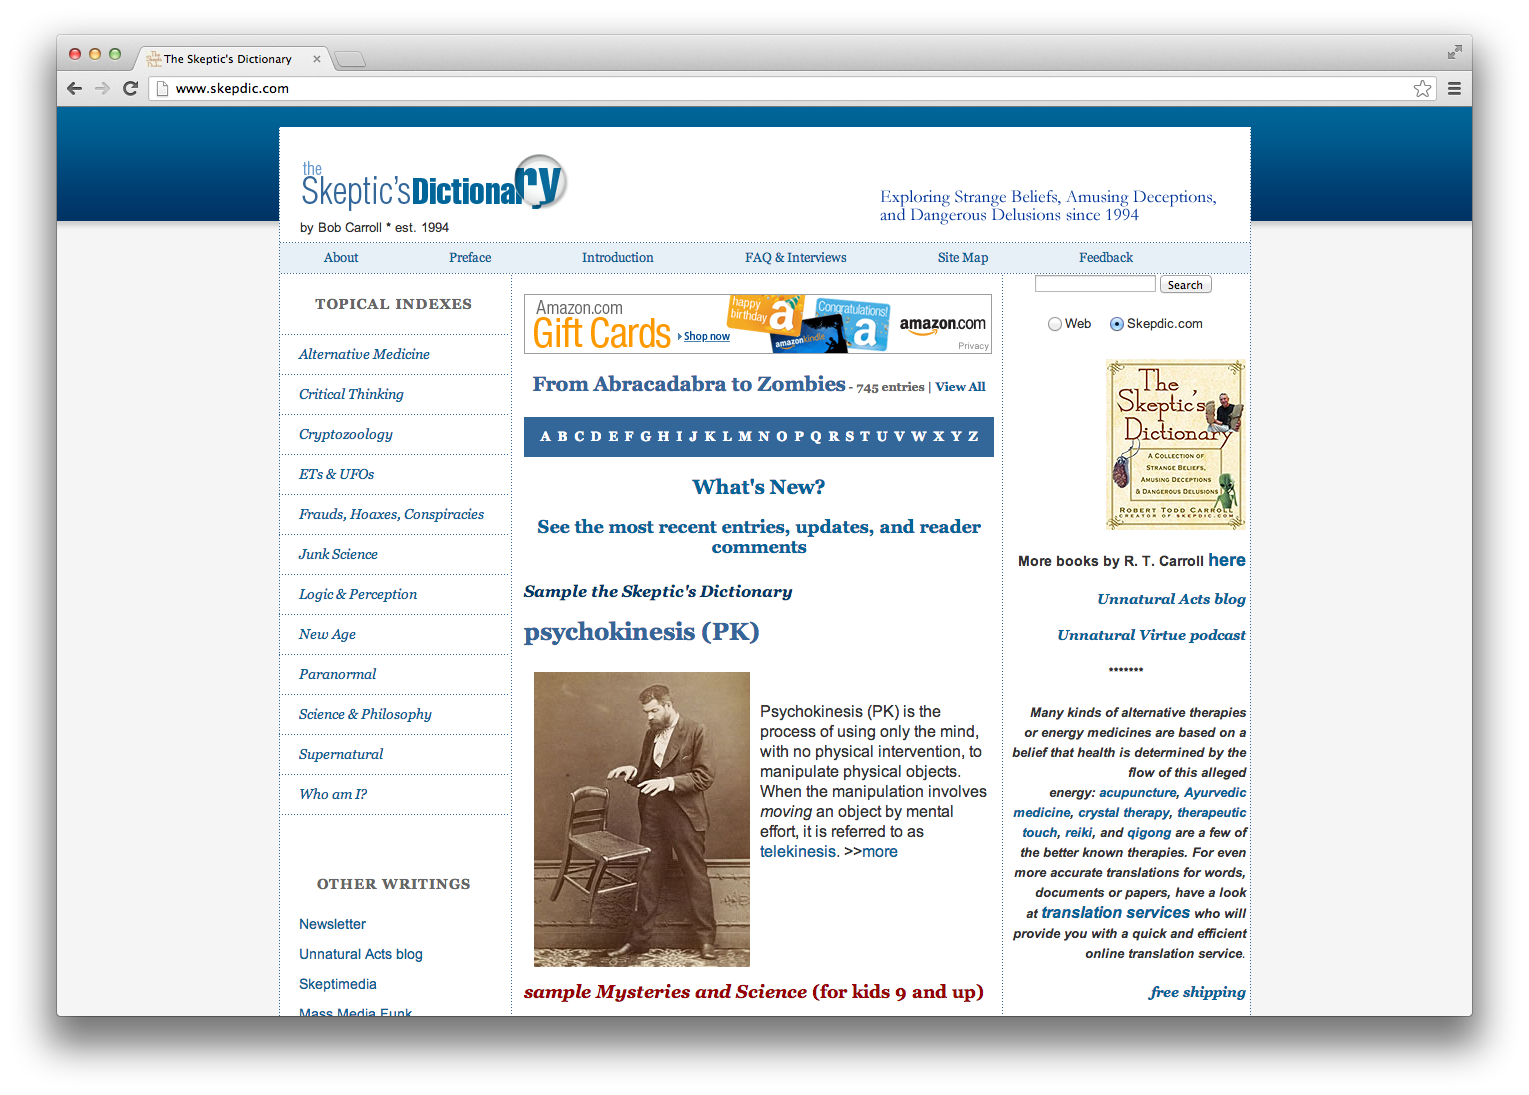 The Skeptic's Dictionary
www.skepdic.com
the
Skeptic'sDictionary
by Bob Carroll * est. 1994
Exploring Strange Beliefs, Amusing Deceptions,
and Dangerous Delusions since 1994
About Preface Introduction FAQ & Interviews Site Map Feedback
TOPICAL INDEXES
Alternative Medicine
Critical Thinking
Cryptozoology
ETs & UFOs
Frauds, Hoaxes, Conspiracies
Junk Science
Logic & Perception
New Age
Paranormal
Science & Philosophy
Supernatural
Who am I?
OTHER WRITINGS
Newsletter
Unnatural Acts blog
Skeptimedia
Mass Media Funk
Amazon.com
Gift Cards
Shop now
happy
birthday
a
Congratulations!
a
amazonkindle
amazon.com
Privacy
From Abracadabra to Zombies - 745 entries | View All
A B C D E F G H I J K L M N O P Q R S T U V W X Y Z
What's New?
See the most recent entries, updates, and reader
comments
Sample the Skeptic's Dictionary
psychokinesis (PK)
Psychokinesis (PK) is the
process of using only the mind,
with no physical intervention, to
manipulate physical objects.
When the manipulation involves
moving an object by mental
effort, it is referred to as
telekinesis. >>more
sample Mysteries and Science (for kids 9 and up)
Search
Web Skepdic.com
The
Skeptic's
Dictionary
A COLLECTION OF
STRANGE BELIEFS,
AMUSING DECEPTIONS
& DANGEROUS DELUSIONS
ROBERT TODD CARROLL
CREATOR OF SKEPDIC.COM
More books by R. T. Carroll here
Unnatural Acts blog
Unnatural Virtue podcast
*******
Many kinds of alternative therapies
or energy medicines are based on a
belief that health is determined by the
flow of this alleged
energy: acupuncture, Ayurvedic
medicine, crystal therapy, therapeutic
touch, reiki, and qigong are a few of
the better known therapies. For even
more accurate translations for words,
documents or papers, have a look
at translation services who will
provide you with a quick and efficient
online translation service.
free shipping